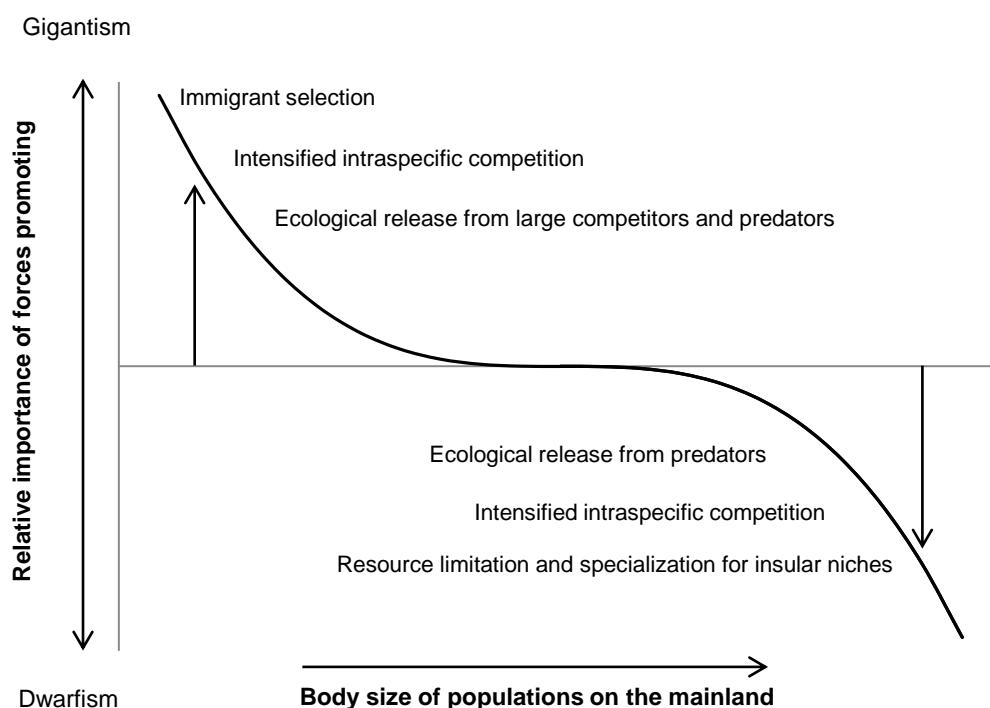 Gigantism
Immigrant selection
Intensified intraspecific competition
Ecological release from large competitors and predators
Relative importance of forces promoting
Ecological release from predators
Intensified intraspecific competition
Resource limitation and specialization for insular niches
Dwarfism
Body size of populations on the mainland